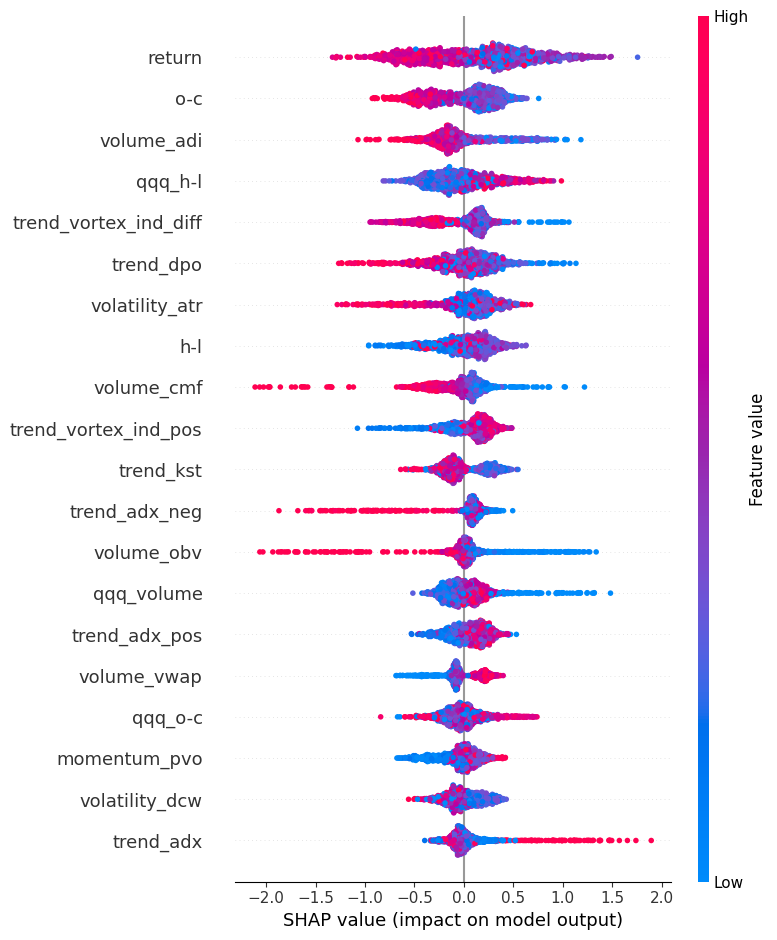 High
return
o-c
volume_adi
qqq_h-l
trend_vortex_ind_diff
trend_dpo
volatility_atr
h-l
volume_cmf
trend_vortex_ind_pos
trend_kst
trend_adx_neg
volume_obv
qqq_volume
trend_adx_pos
volume_vwap
qqq_o-c
momentum_pvo
volatility_dcw
trend_adx
Feature value
Low
−2.0 −1.5 −1.0 −0.5 0.0 0.5 1.0 1.5 2.0
SHAP value (impact on model output)